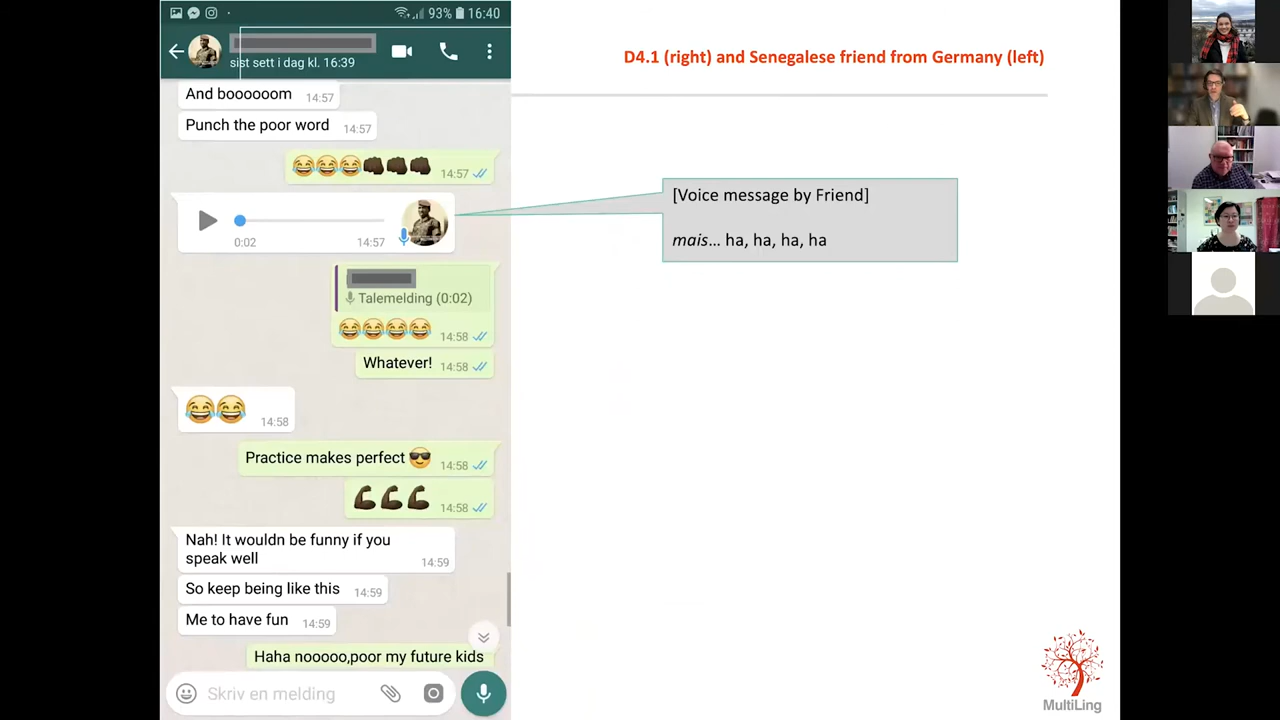 93% 16:40
sist sett i dag kl. 16:39
And boooooom 14:57
Punch the poor word 14:57
14:57
0:02 14:57
Talemelding (0:02)
14:58
Whatever! 14:58
14:58
Practice makes perfect 😎 14:58
14:58
Nah! It wouldn be funny if you
speak well 14:59
So keep being like this 14:59
Me to have fun 14:59
Haha nooooo,poor my future kids
Skriv en melding
D4.1 (right) and Senegalese friend from Germany (left)
[Voice message by Friend]
mais… ha, ha, ha, ha
MultiLing